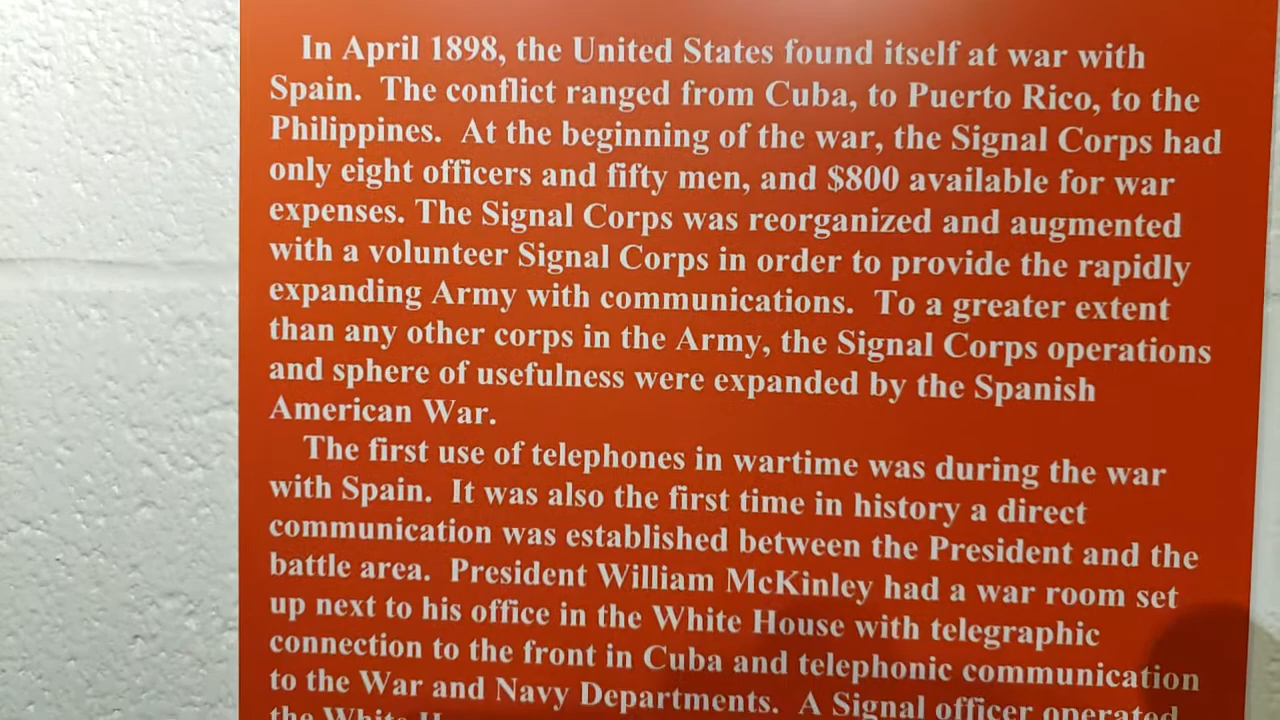 In April 1898, the United States found itself at war with
Spain. The conflict ranged from Cuba, to Puerto Rico, to the
Philippines. At the beginning of the war, the Signal Corps had
only eight officers and fifty men, and $800 available for war
expenses. The Signal Corps was reorganized and augmented
with a volunteer Signal Corps in order to provide the rapidly
expanding Army with communications. To a greater extent
than any other corps in the Army, the Signal Corps operations
and sphere of usefulness were expanded by the Spanish
American War.
The first use of telephones in wartime was during the war
with Spain. It was also the first time in history a direct
communication was established between the President and the
battle area. President William McKinley had a war room set
up next to his office in the White House with telegraphic
connection to the front in Cuba and telephonic communication
to the War and Navy Departments. A Signal officer operated
the White